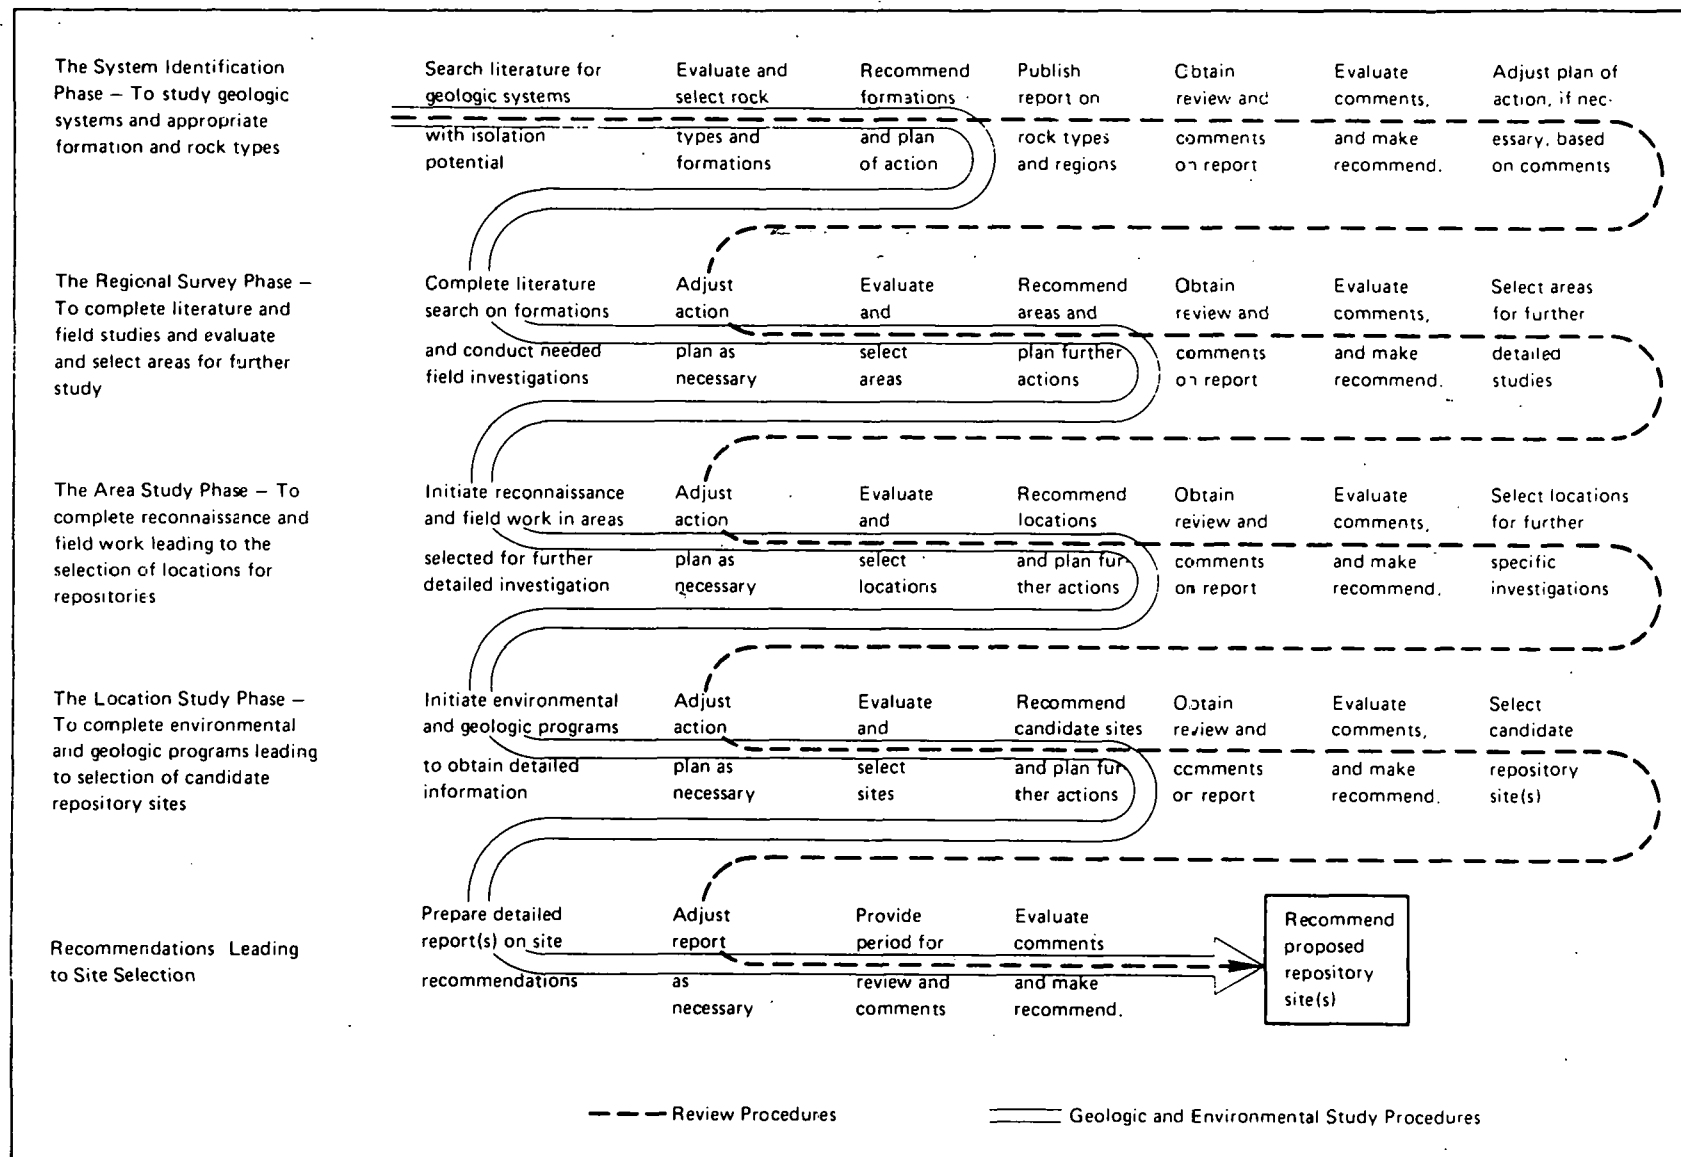 The System Identification
Phase — To study geologic
systems and appropriate
formation and rock types
Search literature for
geologic systems
with isolation
potential
Evaluate and
select rock
types and
formations
Recommend
formations
and plan
of action
Publish
report on
rock types
and regions
Obtain
review and
comments
on report
Evaluate
comments,
and make
recommend.
Adjust plan of
action, if nec-
essary, based
on comments
The Regional Survey Phase —
To complete literature and
field studies and evaluate
and select areas for further
study
Complete literature
search on formations
and conduct needed
field investigations
Adjust
action
plan as
necessary
Evaluate
and
select
areas
Recommend
areas and
plan further
actions
Obtain
review and
comments
on report
Evaluate
comments,
and make
recommend.
Select areas
for further
detailed
studies
The Area Study Phase — To
complete reconnaissance and
field work leading to the
selection of locations for
repositories
Initiate reconnaissance
and field work in areas
selected for further
detailed investigation
Adjust
action
plan as
necessary
Evaluate
and
select
locations
Recommend
locations
and plan fur-
ther actions
Obtain
review and
comments
on report
Evaluate
comments,
and make
recommend.
Select locations
for further
specific
investigations
The Location Study Phase —
To complete environmental
and geologic programs leading
to selection of candidate
repository sites
Initiate environmental
and geologic programs
to obtain detailed
information
Adjust
action
plan as
necessary
Evaluate
and
select
sites
Recommend
candidate sites
and plan fur-
ther actions
Obtain
review and
comments
on report
Evaluate
comments,
and make
recommend.
Select
candidate
repository
site(s)
Recommendations Leading
to Site Selection
Prepare detailed
report(s) on site
recommendations
Adjust
report
as
necessary
Provide
period for
review and
comments
Evaluate
comments
and make
recommend.
Recommend
proposed
repository
site(s)
Review Procedures
Geologic and Environmental Study Procedures